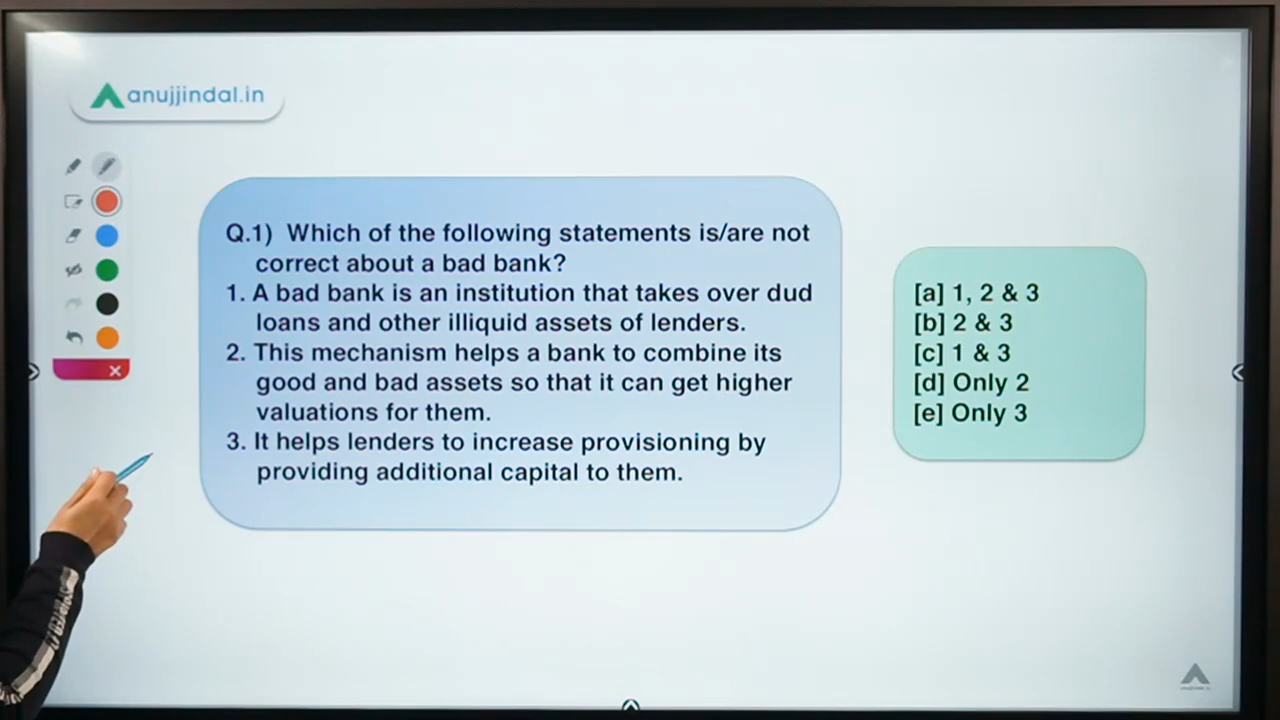 anujjindal.in
Q.1) Which of the following statements is/are not
correct about a bad bank?
1. A bad bank is an institution that takes over dud
loans and other illiquid assets of lenders.
2. This mechanism helps a bank to combine its
good and bad assets so that it can get higher
valuations for them.
3. It helps lenders to increase provisioning by
providing additional capital to them.
[a] 1, 2 & 3
[b] 2 & 3
[c] 1 & 3
[d] Only 2
[e] Only 3